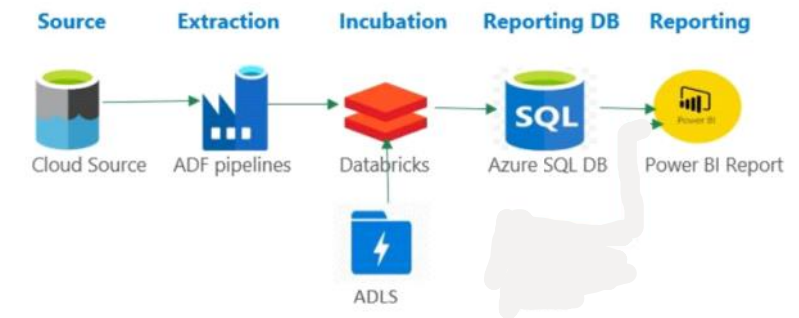 Source
Extraction
Incubation
Reporting DB
Reporting
SQL
Power BI
Cloud Source
ADF pipelines
Databricks
Azure SQL DB
Power BI Report
ADLS